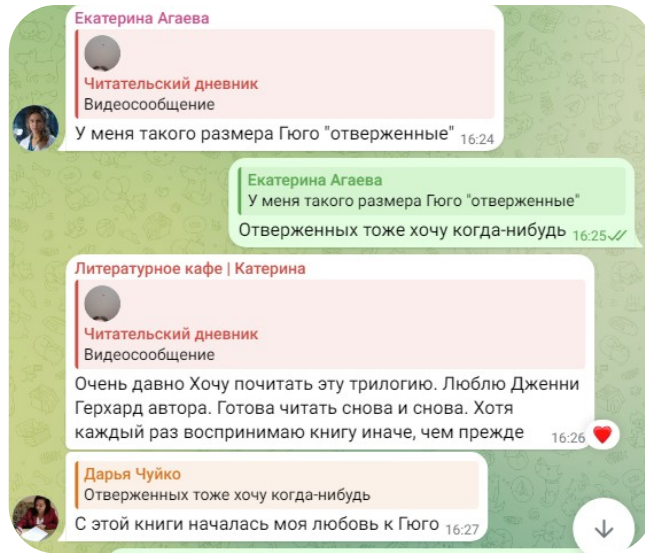 Екатерина Агаева
Читательский дневник
Видеосообщение
У меня такого размера Гюго "отверженные" 16:24
Екатерина Агаева
У меня такого размера Гюго "отверженные"
Отверженных тоже хочу когда-нибудь 16:25
Литературное кафе | Катерина
Читательский дневник
Видеосообщение
Очень давно Хочу почитать эту трилогию. Люблю Дженни
Герхард автора. Готова читать снова и снова. Хотя
каждый раз воспринимаю книгу иначе, чем прежде 16:26
Дарья Чуйко
Отверженных тоже хочу когда-нибудь
С этой книги началась моя любовь к Гюго 16:27